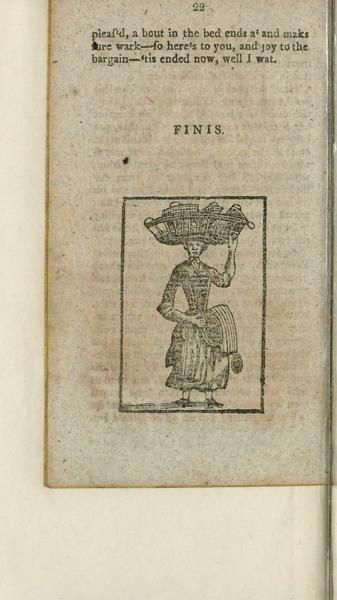 22
pleaſ'd, a bout in the bed ends a' and maks
ſure wark—ſo here's to you, and joy to the
bargain—'tis ended now, well I wat.
FINIS.